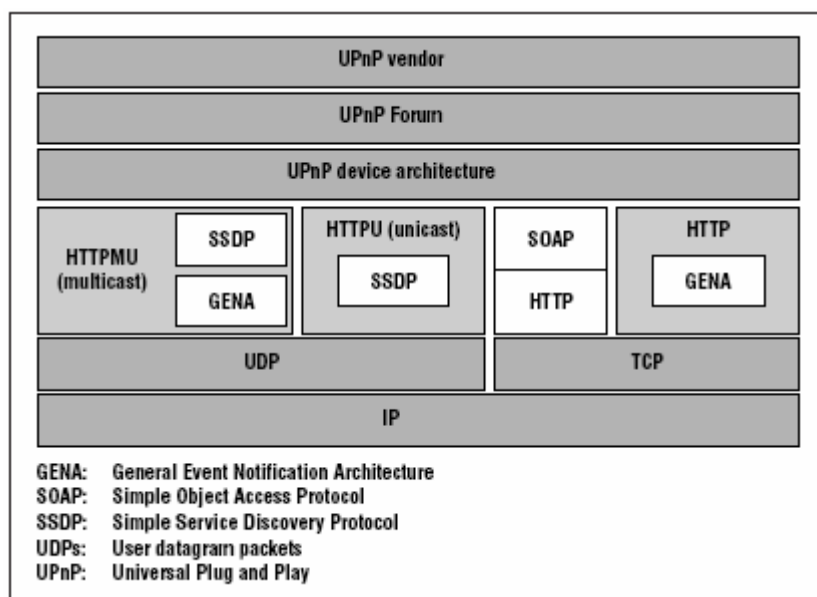 UPnP vendor
UPnP Forum
UPnP device architecture
HTTPMU
(multicast)
SSDP
GENA
HTTPU (unicast)
SSDP
SOAP
HTTP
HTTP
GENA
UDP
TCP
IP
GENA: General Event Notification Architecture
SOAP: Simple Object Access Protocol
SSDP: Simple Service Discovery Protocol
UDPs: User datagram packets
UPnP: Universal Plug and Play